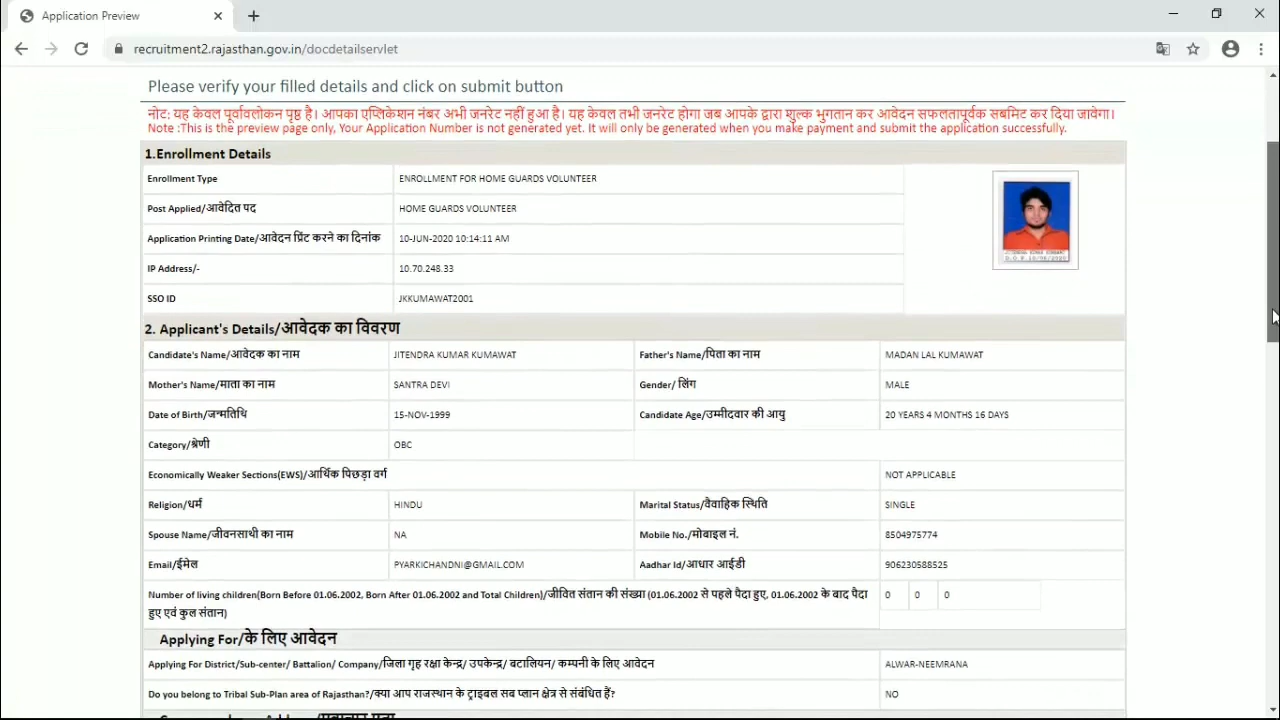 Application Preview
recruitment2.rajasthan.gov.in/docdetailservlet
Please verify your filled details and click on submit button
नोट: यह केवल पूर्वावलोकन पृष्ठ है। आपका एप्लिकेशन नंबर अभी जनरेट नहीं हुआ है। यह केवल तभी जनरेट होगा जब आपके द्वारा शुल्क भुगतान कर आवेदन सफलतापूर्वक सबमिट कर दिया जावेगा।
Note :This is the preview page only, Your Application Number is not generated yet. It will only be generated when you make payment and submit the application successfully.
1.Enrollment Details
Enrollment Type ENROLLMENT FOR HOME GUARDS VOLUNTEER
Post Applied/आवेदित पद HOME GUARDS VOLUNTEER
Application Printing Date/आवेदन प्रिंट करने का दिनांक 10-JUN-2020 10:14:11 AM
IP Address/- 10.70.248.33
SSO ID JKKUMAWAT2001
2. Applicant's Details/आवेदक का विवरण
Candidate's Name/आवेदक का नाम JITENDRA KUMAR KUMAWAT Father's Name/पिता का नाम MADAN LAL KUMAWAT
Mother's Name/माता का नाम SANTRA DEVI Gender/ लिंग MALE
Date of Birth/जन्मतिथि 15-NOV-1999 Candidate Age/उम्मीदवार की आयु 20 YEARS 4 MONTHS 16 DAYS
Category/श्रेणी OBC
Economically Weaker Sections(EWS)/आर्थिक पिछड़ा वर्ग NOT APPLICABLE
Religion/धर्म HINDU Marital Status/वैवाहिक स्थिति SINGLE
Spouse Name/जीवनसाथी का नाम NA Mobile No./मोबाइल नं. 8504975774
Email/ईमेल PYARKICHANDNI@GMAIL.COM Aadhar Id/आधार आईडी 906230588525
Number of living children(Born Before 01.06.2002, Born After 01.06.2002 and Total Children)/जीवित संतान की संख्या (01.06.2002 से पहले पैदा हुए, 01.06.2002 के बाद पैदा 0 0 0
हुए एवं कुल संतान)
Applying For/के लिए आवेदन
Applying For District/Sub-center/ Battalion/ Company/जिला गृह रक्षा केन्द्र/ उपकेन्द्र/ बटालियन/ कम्पनी के लिए आवेदन ALWAR-NEEMRANA
Do you belong to Tribal Sub-Plan area of Rajasthan?/क्या आप राजस्थान के ट्राइबल सब प्लान क्षेत्र से संबंधित हैं? NO